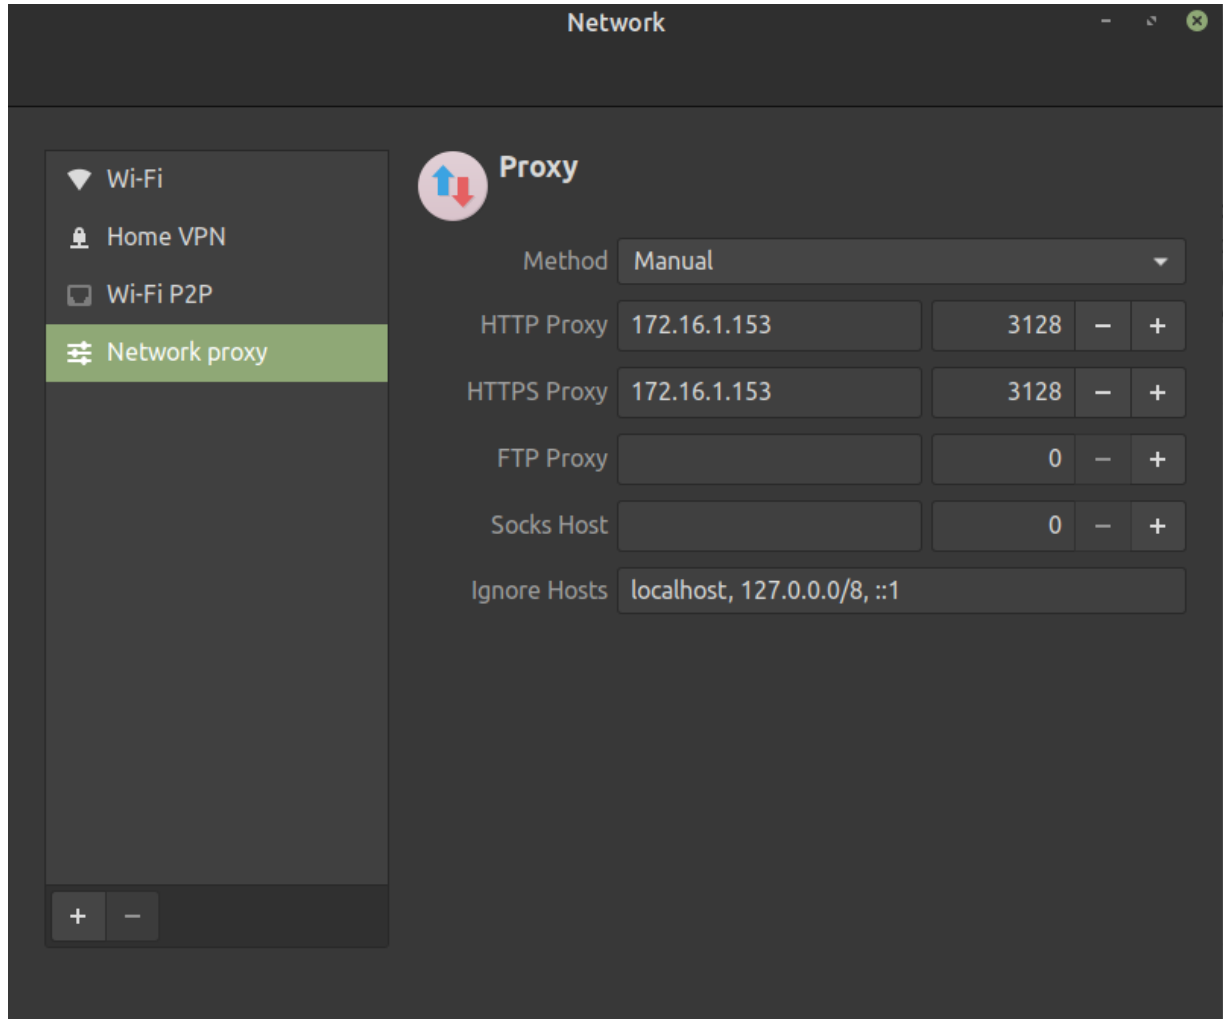 Network
Wi-Fi
Home VPN
Wi-Fi P2P
Network proxy
Proxy
Method Manual
HTTP Proxy 172.16.1.153 3128 − +
HTTPS Proxy 172.16.1.153 3128 − +
FTP Proxy 0 − +
Socks Host 0 − +
Ignore Hosts localhost, 127.0.0.0/8, ::1
+ −